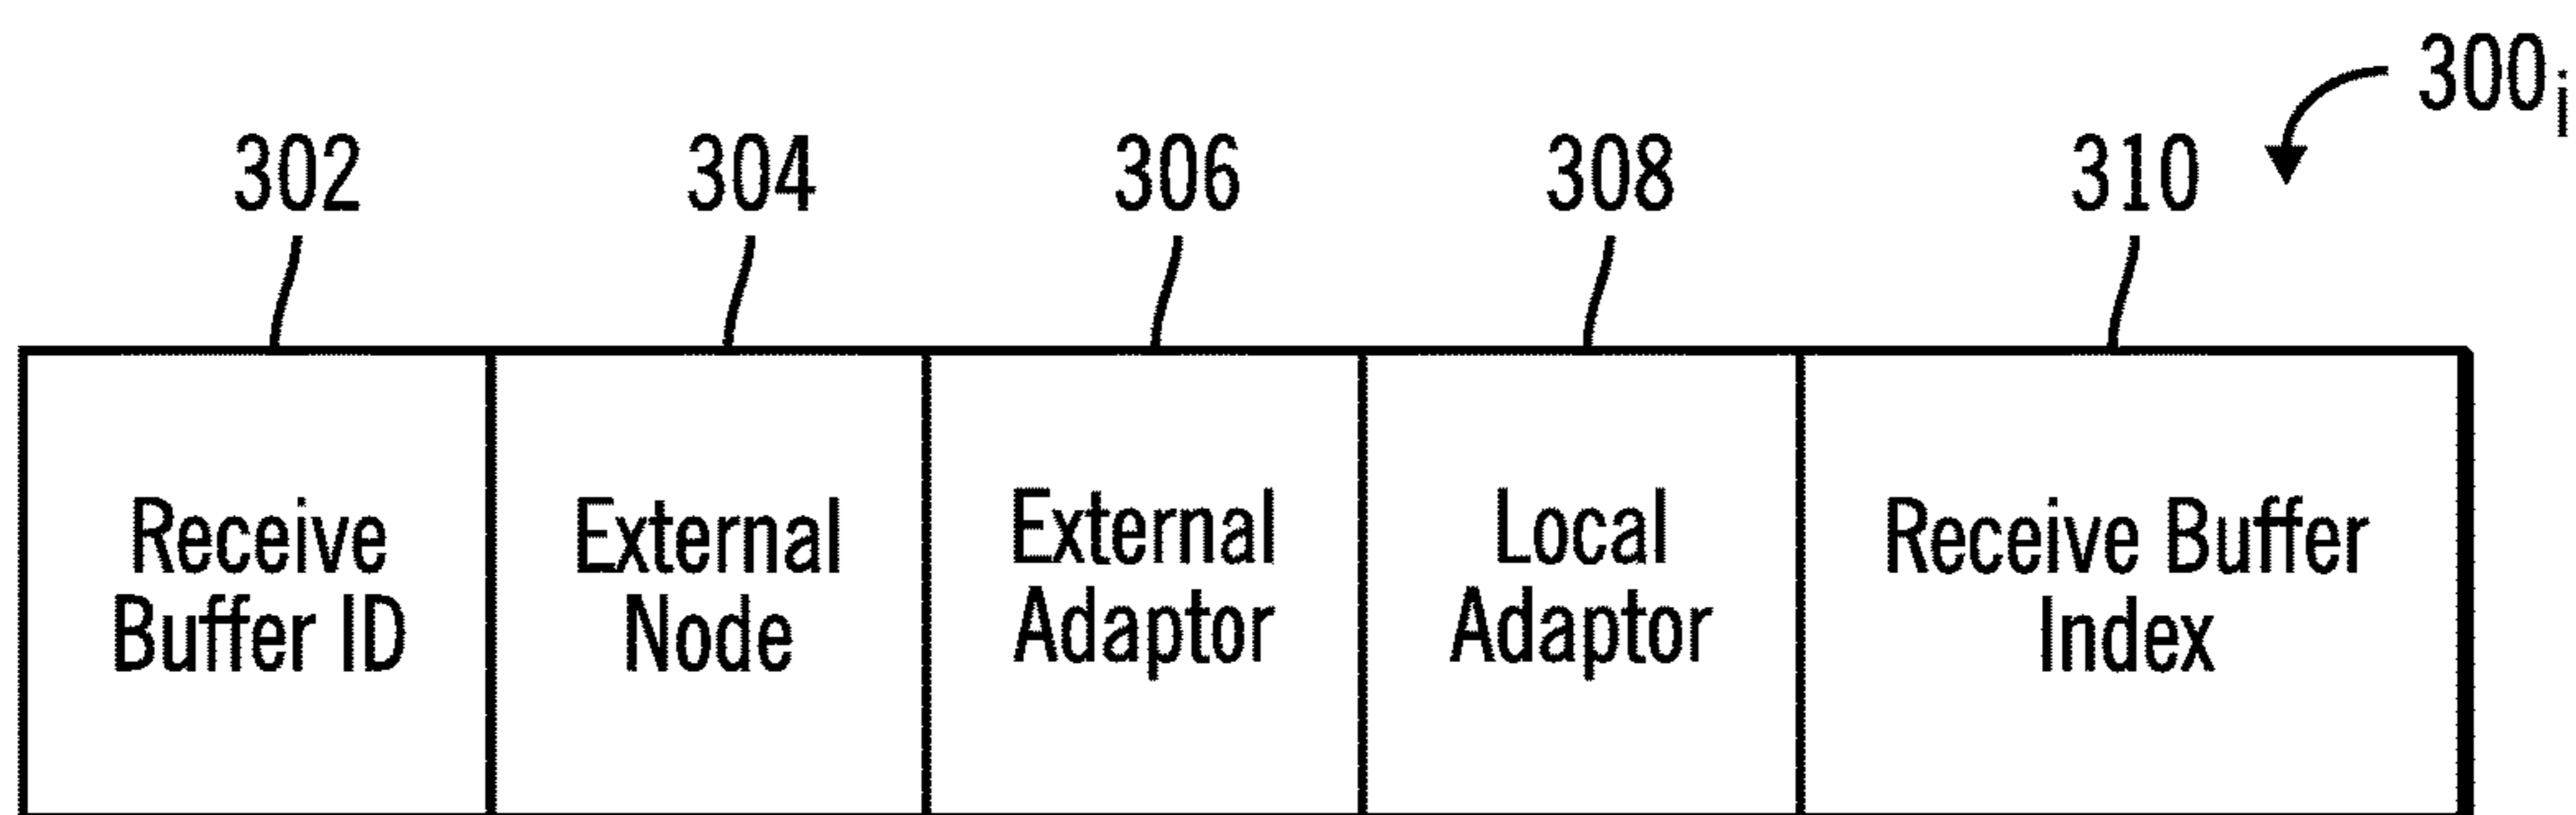 300i
302 304 306 308 310
Receive Buffer ID
External Node
External Adaptor
Local Adaptor
Receive Buffer Index